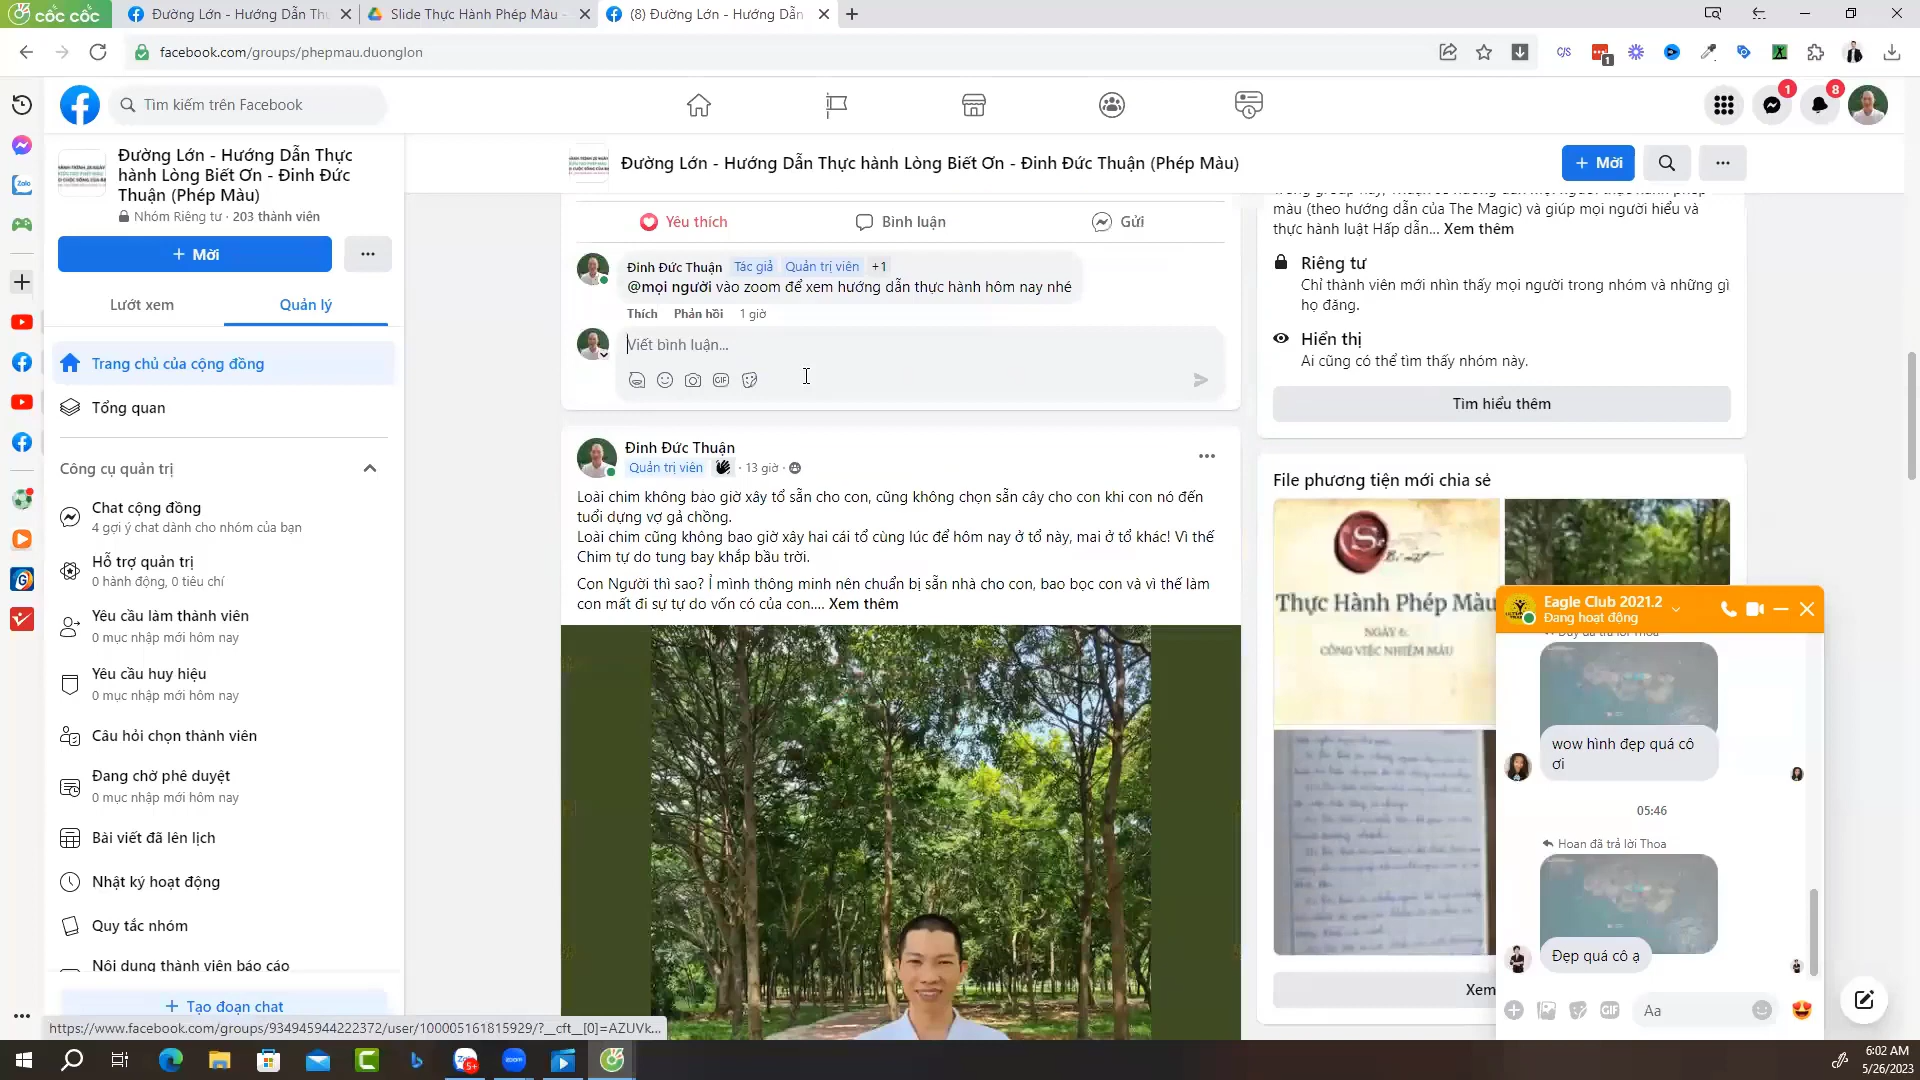 cốc cốc
Đường Lớn - Hướng Dẫn Th
Slide Thực Hành Phép Màu -
(8) Đường Lớn - Hướng Dẫn
facebook.com/groups/phepmau.duonglon
C/S
1
Tìm kiếm trên Facebook
1
8
Zalo
Đường Lớn - Hướng Dẫn Thực
hành Lòng Biết Ơn - Đinh Đức
Thuận (Phép Màu)
Nhóm Riêng tư · 203 thành viên
+ Mời
Lướt xem
Quản lý
Trang chủ của cộng đồng
Tổng quan
Công cụ quản trị
Chat cộng đồng
4 gợi ý chat dành cho nhóm của bạn
Hỗ trợ quản trị
0 hành động, 0 tiêu chí
Yêu cầu làm thành viên
0 mục nhập mới hôm nay
Yêu cầu huy hiệu
0 mục nhập mới hôm nay
Câu hỏi chọn thành viên
Đang chờ phê duyệt
0 mục nhập mới hôm nay
Bài viết đã lên lịch
Nhật ký hoạt động
Quy tắc nhóm
Nội dung thành viên báo cáo
+ Tạo đoạn chat
https://www.facebook.com/groups/934945944222372/user/100005161815929/?__cft__[0]=AZUVk...
Đường Lớn - Hướng Dẫn Thực hành Lòng Biết Ơn - Đinh Đức Thuận (Phép Màu)
+ Mời
Yêu thích
Bình luận
Gửi
Đinh Đức Thuận Tác giả Quản trị viên +1
@mọi người vào zoom để xem hướng dẫn thực hành hôm nay nhé
Thích Phản hồi 1 giờ
Viết bình luận...
GIF
Đinh Đức Thuận
Quản trị viên · 13 giờ ·
Loài chim không bao giờ xây tổ sẵn cho con, cũng không chọn sẵn cây cho con khi con nó đến
tuổi dựng vợ gả chồng.
Loài chim cũng không bao giờ xây hai cái tổ cùng lúc để hôm nay ở tổ này, mai ở tổ khác! Vì thế
Chim tự do tung bay khắp bầu trời.
Con Người thì sao? Ỉ mình thông minh nên chuẩn bị sẵn nhà cho con, bao bọc con và vì thế làm
con mất đi sự tự do vốn có của con.... Xem thêm
màu (theo hướng dẫn của The Magic) và giúp mọi người hiểu và
thực hành luật Hấp dẫn... Xem thêm
Riêng tư
Chỉ thành viên mới nhìn thấy mọi người trong nhóm và những gì
họ đăng.
Hiển thị
Ai cũng có thể tìm thấy nhóm này.
Tìm hiểu thêm
File phương tiện mới chia sẻ
Bí mật
Thực Hành Phép Màu
NGÀY 6:
CÔNG VIỆC NHIỆM MÀU
Xem
Eagle Club 2021.2
Đang hoạt động
wow hình đẹp quá cô
ơi
05:46
Hoan đã trả lời Thoa
Đẹp quá cô ạ
GIF
Aa
5+
zoom
6:02 AM
5/26/2023